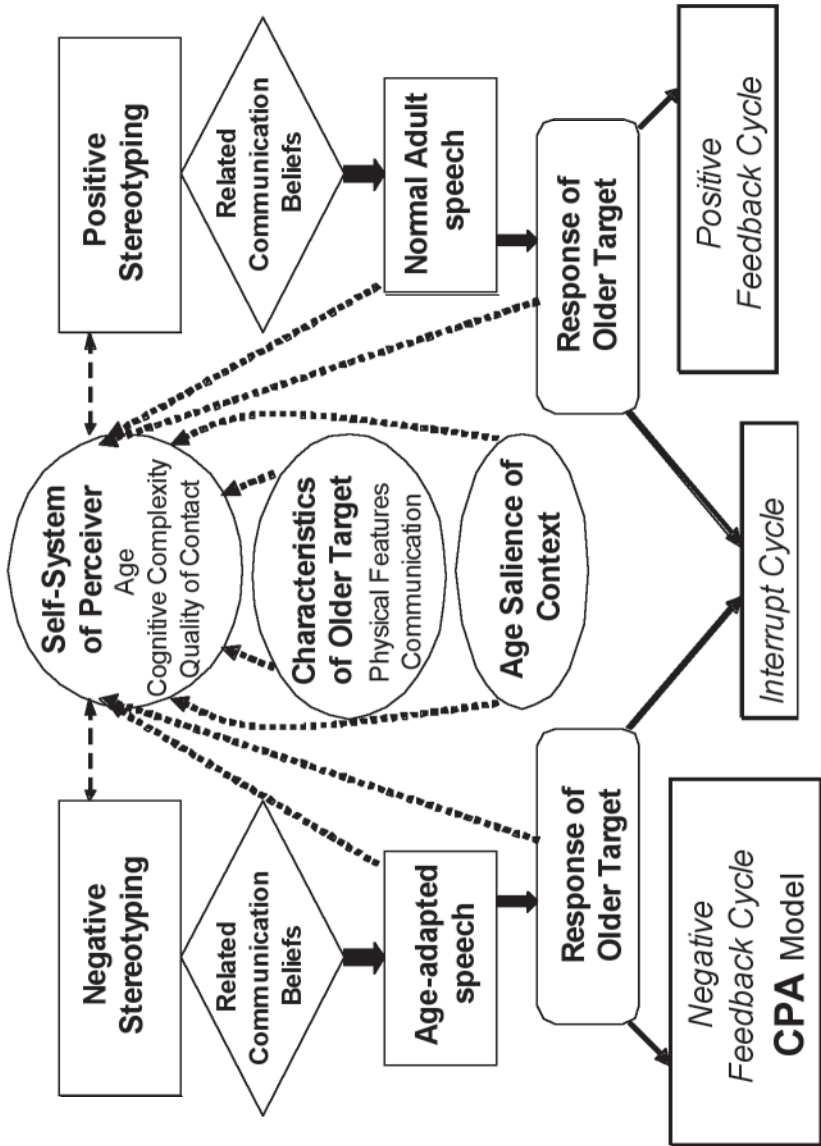 Negative
Stereotyping
Related
Communication
Beliefs
Age-adapted
speech
Response of
Older Target
Negative
Feedback Cycle
CPA Model
Self-System
of Perceiver
Age
Cognitive Complexity
Quality of Contact
Characteristics
of Older Target
Physical Features
Communication
Age Salience of
Context
Interrupt Cycle
Positive
Stereotyping
Related
Communication
Beliefs
Normal Adult
speech
Response of
Older Target
Positive
Feedback Cycle